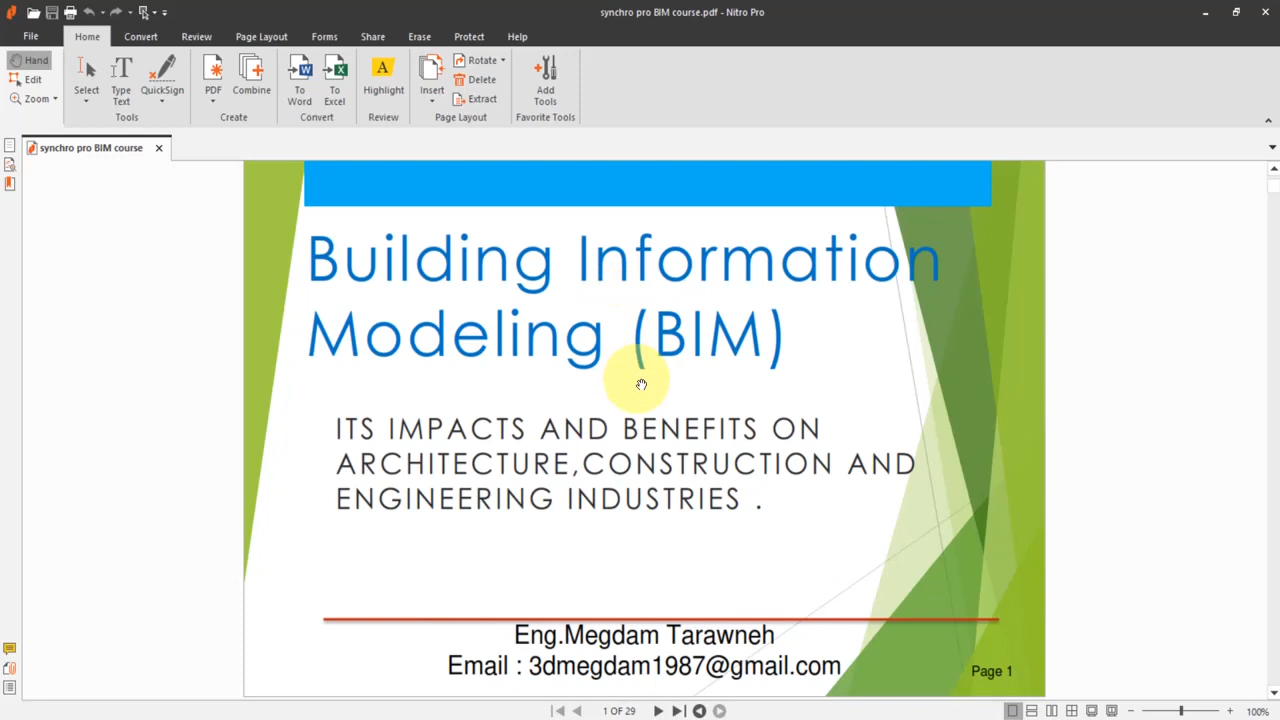 synchro pro BIM course.pdf - Nitro Pro
File Home Convert Review Page Layout Forms Share Erase Protect Help
Hand
Edit
Zoom
Select
Type Text
QuickSign
Tools
PDF
Combine
Create
To Word
To Excel
Convert
Highlight
Review
Insert
Rotate
Delete
Extract
Page Layout
Add Tools
Favorite Tools
synchro pro BIM course
Building Information
Modeling (BIM)
ITS IMPACTS AND BENEFITS ON
ARCHITECTURE,CONSTRUCTION AND
ENGINEERING INDUSTRIES .
Eng.Megdam Tarawneh
Email : 3dmegdam1987@gmail.com
Page 1
1 OF 29
100%